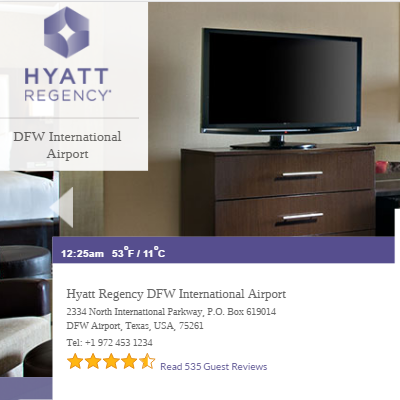 HYATT
REGENCY®
DFW International
Airport
12:25am 53°F / 11°C
Hyatt Regency DFW International Airport
2334 North International Parkway, P.O. Box 619014
DFW Airport, Texas, USA, 75261
Tel: +1 972 453 1234
Read 535 Guest Reviews